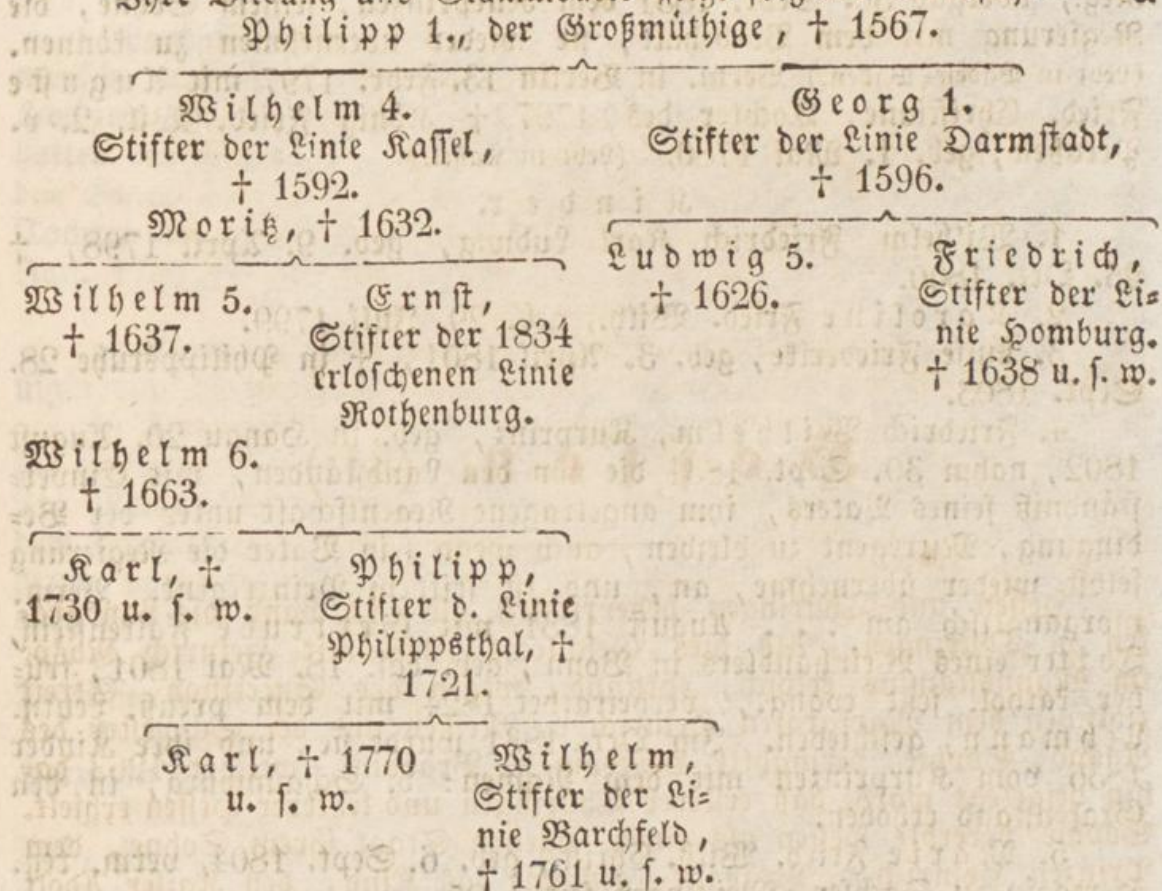 Philipp 1., der Großmüthige, † 1567.
Wilhelm 4.
Stifter der Linie Kassel,
† 1592.
Moritz, † 1632.
Georg 1.
Stifter der Linie Darmstadt,
† 1596.
Wilhelm 5.
† 1637.
Ernst,
Stifter der 1834
erloschenen Linie
Rothenburg.
Ludwig 5.
† 1626.
Friedrich,
Stifter der Li=
nie Homburg.
† 1638 u. s. w.
Wilhelm 6.
† 1663.
Karl, †
1730 u. s. w.
Philipp,
Stifter d. Linie
Philippsthal, †
1721.
Karl, † 1770
u. s. w.
Wilhelm,
Stifter der Li=
nie Barchfeld,
† 1761 u. s. w.